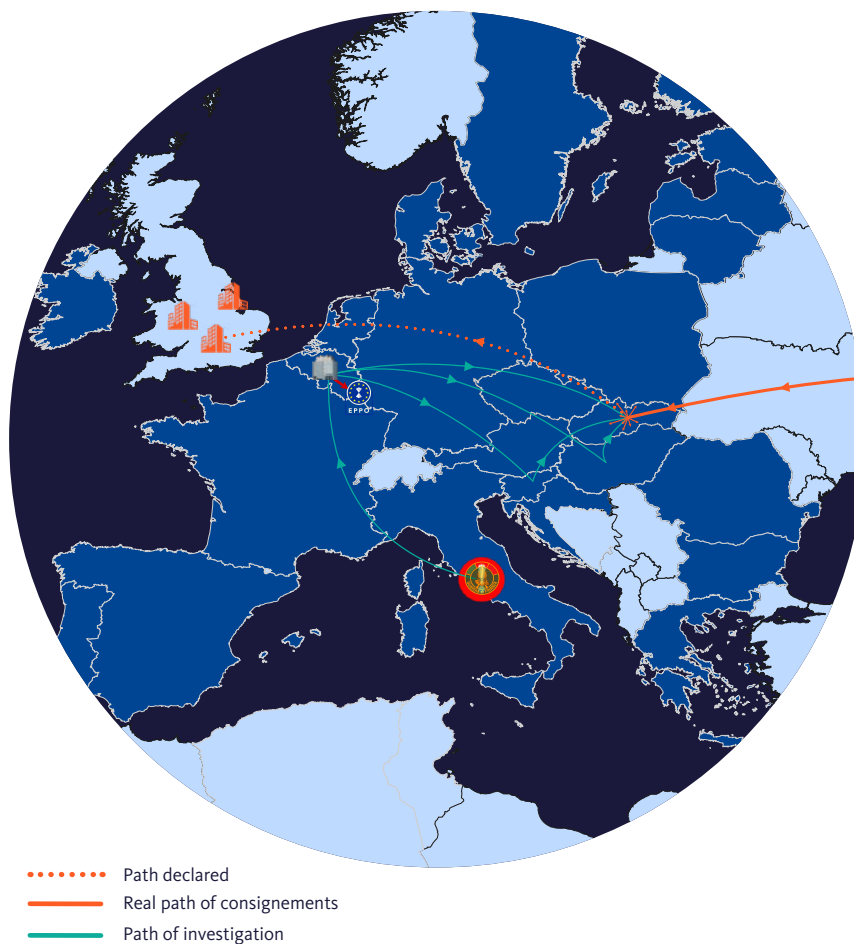 EPPO
Path declared
Real path of consignements
Path of investigation